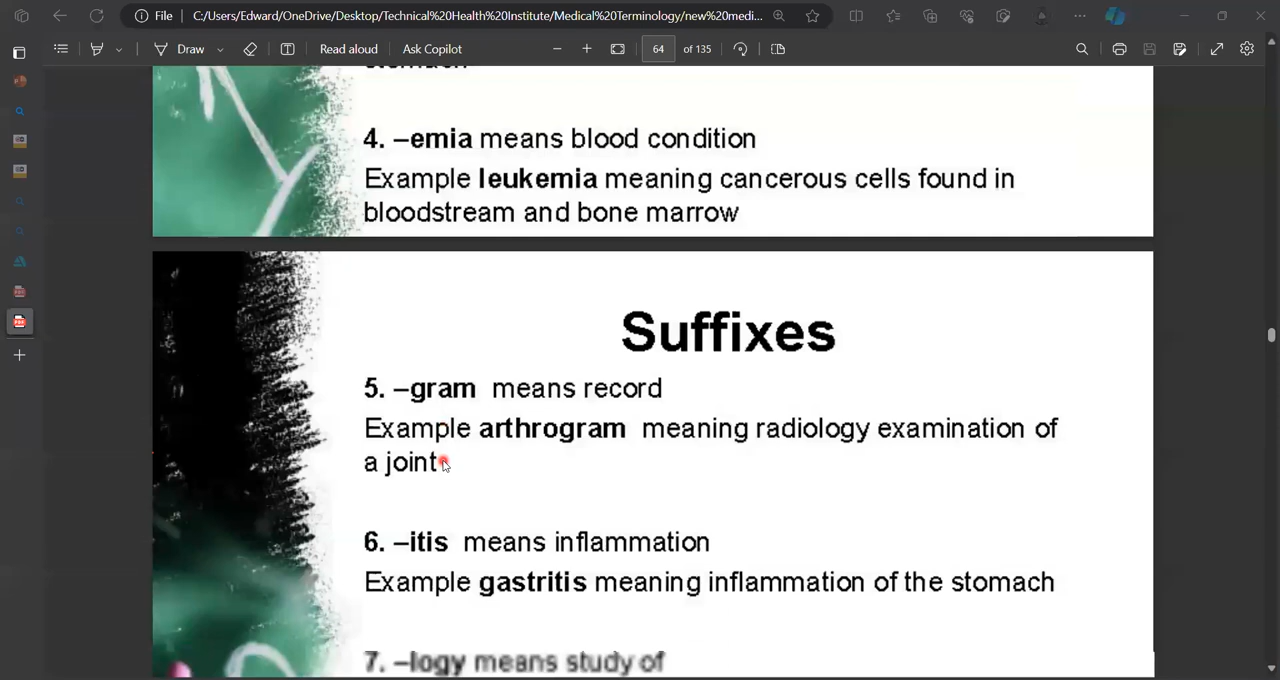 File
C:/Users/Edward/OneDrive/Desktop/Technical%20Health%20Institute/Medical%20Terminology/new%20medi...
Draw
Read aloud
Ask Copilot
64
of 135
stomach
4. –emia means blood condition
Example leukemia meaning cancerous cells found in
bloodstream and bone marrow
Suffixes
5. –gram means record
Example arthrogram meaning radiology examination of
a joint
6. –itis means inflammation
Example gastritis meaning inflammation of the stomach
7. –logy means study of